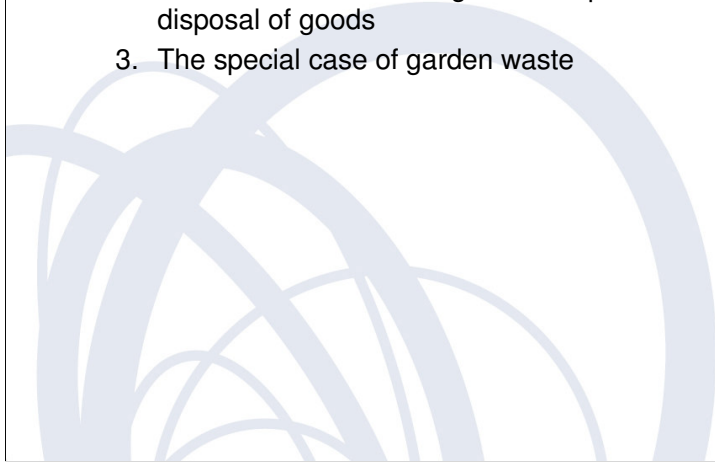 disposal of goods
3. The special case of garden waste